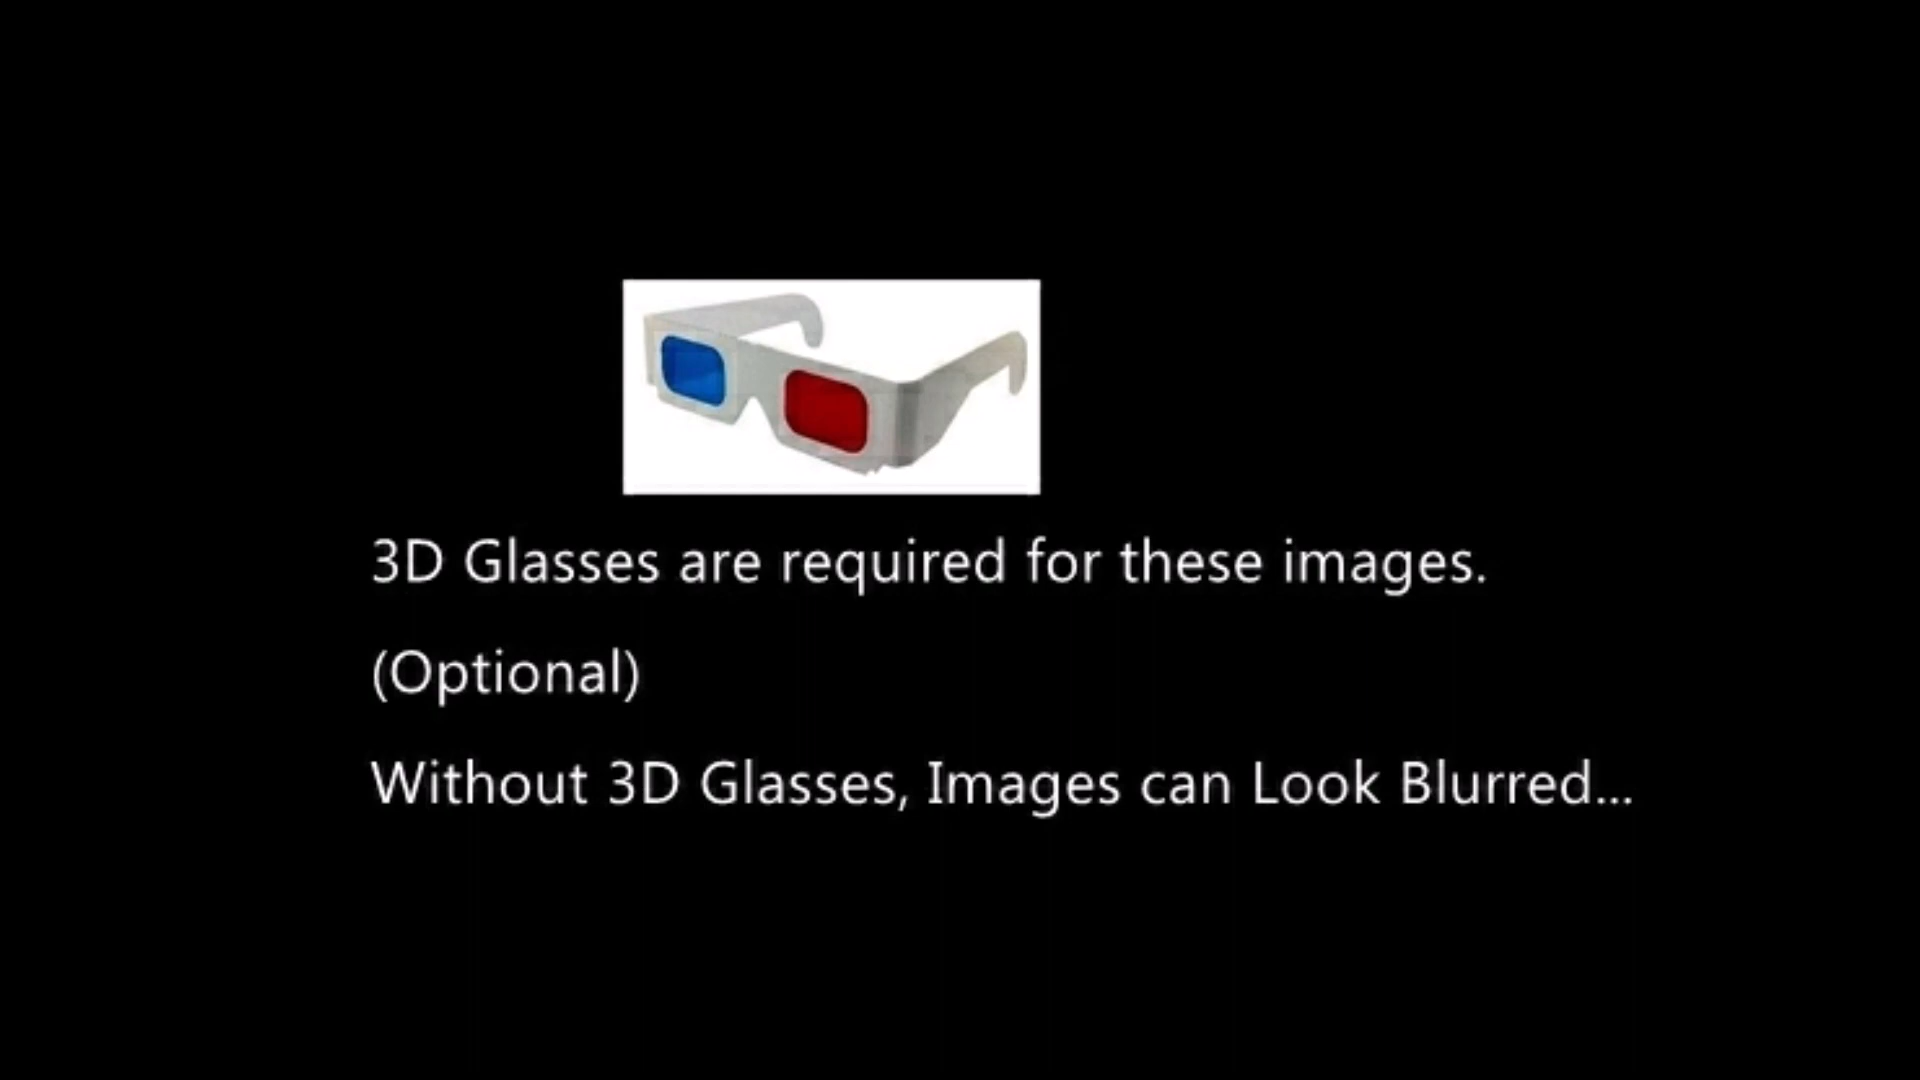 3D Glasses are required for these images.
(Optional)
Without 3D Glasses, Images can Look Blurred...